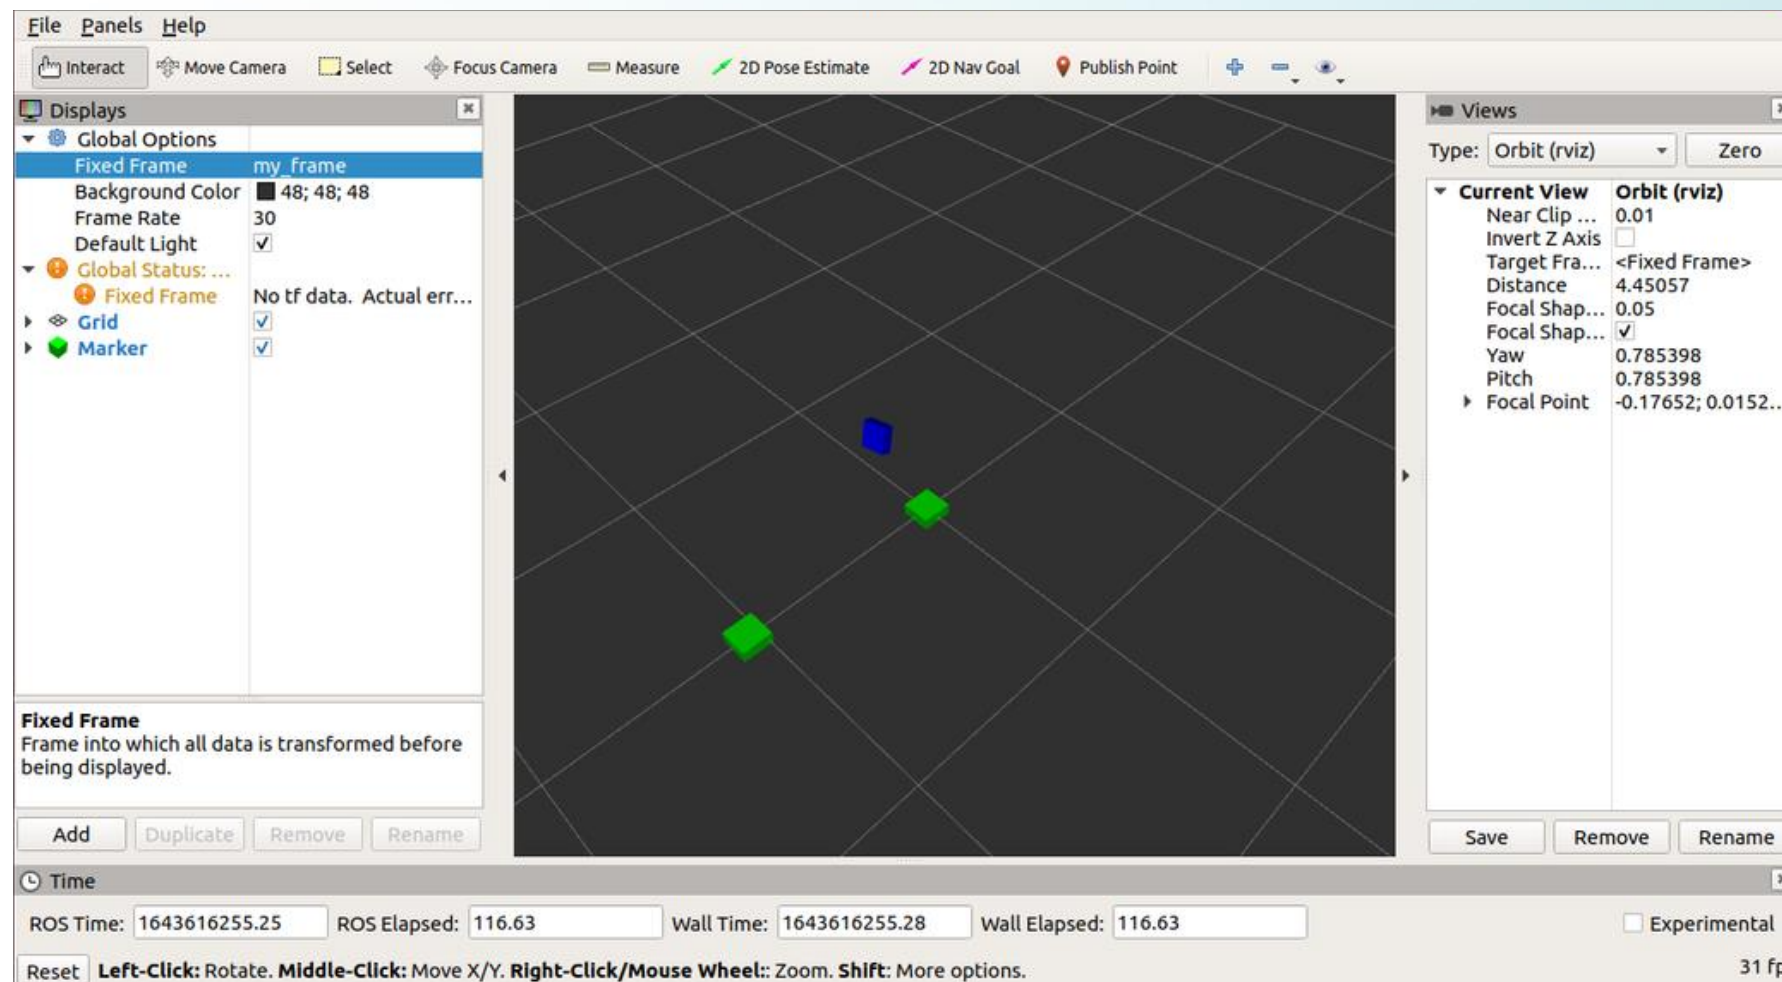 File Panels Help
Interact Move Camera Select Focus Camera Measure 2D Pose Estimate 2D Nav Goal Publish Point
Displays
Global Options
Fixed Frame my_frame
Background Color 48; 48; 48
Frame Rate 30
Default Light
Global Status: ...
Fixed Frame No tf data. Actual err...
Grid
Marker
Fixed Frame
Frame into which all data is transformed before
being displayed.
Add Duplicate Remove Rename
Views
Type: Orbit (rviz) Zero
Current View Orbit (rviz)
Near Clip ... 0.01
Invert Z Axis
Target Fra... <Fixed Frame>
Distance 4.45057
Focal Shap... 0.05
Focal Shap...
Yaw 0.785398
Pitch 0.785398
Focal Point -0.17652; 0.0152..
Save Remove Rename
Time
ROS Time: 1643616255.25 ROS Elapsed: 116.63 Wall Time: 1643616255.28 Wall Elapsed: 116.63 Experimental
Reset Left-Click: Rotate. Middle-Click: Move X/Y. Right-Click/Mouse Wheel:: Zoom. Shift: More options. 31 fp